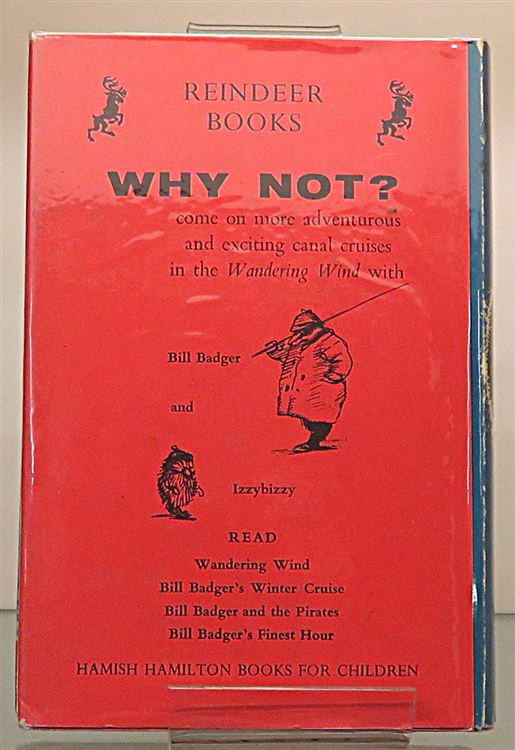 REINDEER
BOOKS
WHY NOT?
come on more adventurous
and exciting canal cruises
in the Wandering Wind with
Bill Badger
and
Izzybizzy
READ
Wandering Wind
Bill Badger's Winter Cruise
Bill Badger and the Pirates
Bill Badger's Finest Hour
HAMISH HAMILTON BOOKS FOR CHILDREN